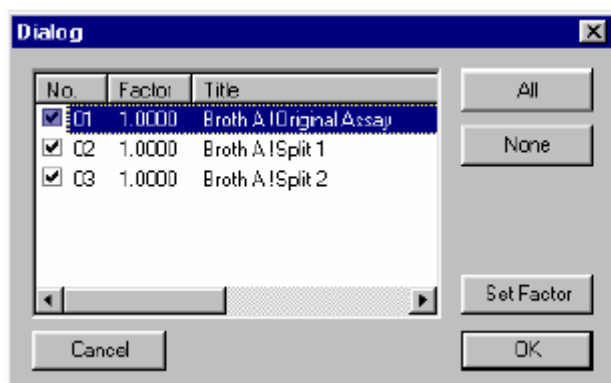 Dialog
No. Factor Title
01 1.0000 Broth A !Original Assay
02 1.0000 Broth A !Split 1
03 1.0000 Broth A !Split 2
All
None
Set Factor
Cancel OK